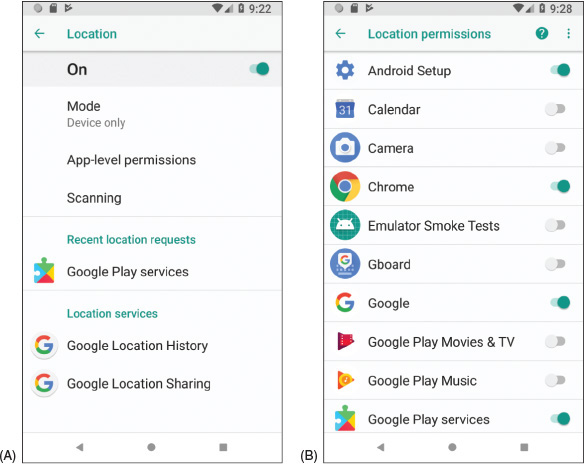 9:22
Location
On
Mode
Device only
App-level permissions
Scanning
Recent location requests
Google Play services
Location services
Google Location History
Google Location Sharing
(A)
9:28
Location permissions ?
Android Setup
31 Calendar
Camera
Chrome
Emulator Smoke Tests
G Gboard
G Google
Google Play Movies & TV
Google Play Music
Google Play services
(B)